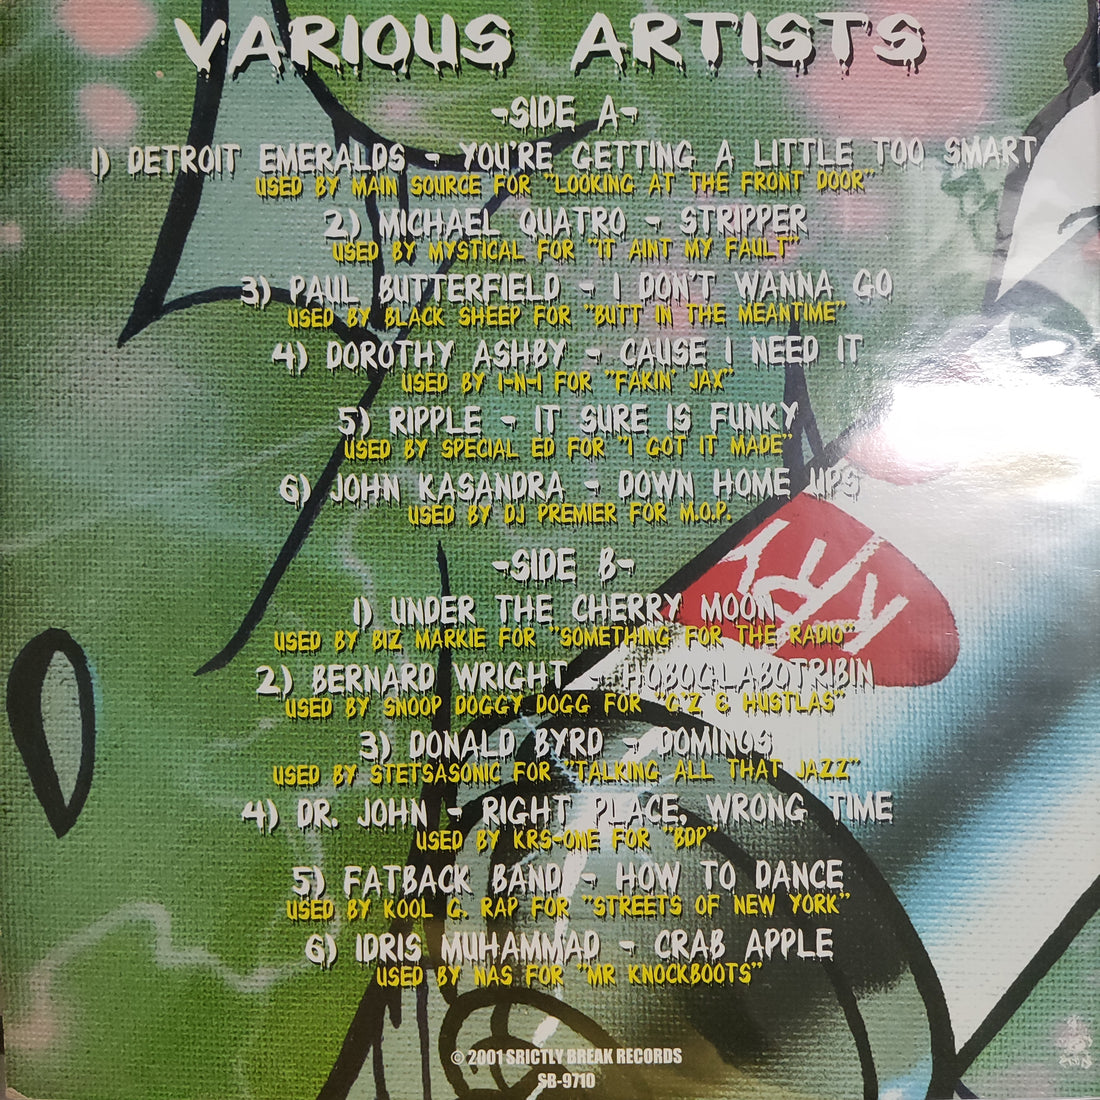 VARIOUS ARTISTS
-SIDE A-
1) DETROIT EMERALDS - YOU'RE GETTING A LITTLE TOO SMART
USED BY MAIN SOURCE FOR "LOOKING AT THE FRONT DOOR"
2) MICHAEL QUATRO - STRIPPER
USED BY MYSTICAL FOR "IT AINT MY FAULT"
3) PAUL BUTTERFIELD - I DON'T WANNA GO
USED BY BLACK SHEEP FOR "BUTT IN THE MEANTIME"
4) DOROTHY ASHBY - CAUSE I NEED IT
USED BY I-N-I FOR "FAKIN' JAX"
5) RIPPLE - IT SURE IS FUNKY
USED BY SPECIAL ED FOR "I GOT IT MADE"
6) JOHN KASANDRA - DOWN HOME UPS
USED BY DJ PREMIER FOR M.O.P.
-SIDE B-
1) UNDER THE CHERRY MOON
USED BY BIZ MARKIE FOR "SOMETHING FOR THE RADIO"
2) BERNARD WRIGHT - HOBOGLABOTRIBIN
USED BY SNOOP DOGGY DOGG FOR "G'Z & HUSTLAS"
3) DONALD BYRD - DOMINOS
USED BY STETSASONIC FOR "TALKING ALL THAT JAZZ"
4) DR. JOHN - RIGHT PLACE, WRONG TIME
USED BY KRS-ONE FOR "BDP"
5) FATBACK BAND - HOW TO DANCE
USED BY KOOL G. RAP FOR "STREETS OF NEW YORK"
6) IDRIS MUHAMMAD - CRAB APPLE
USED BY NAS FOR "MR KNOCKBOOTS"
© 2001 SRICTLY BREAK RECORDS
SB-9710